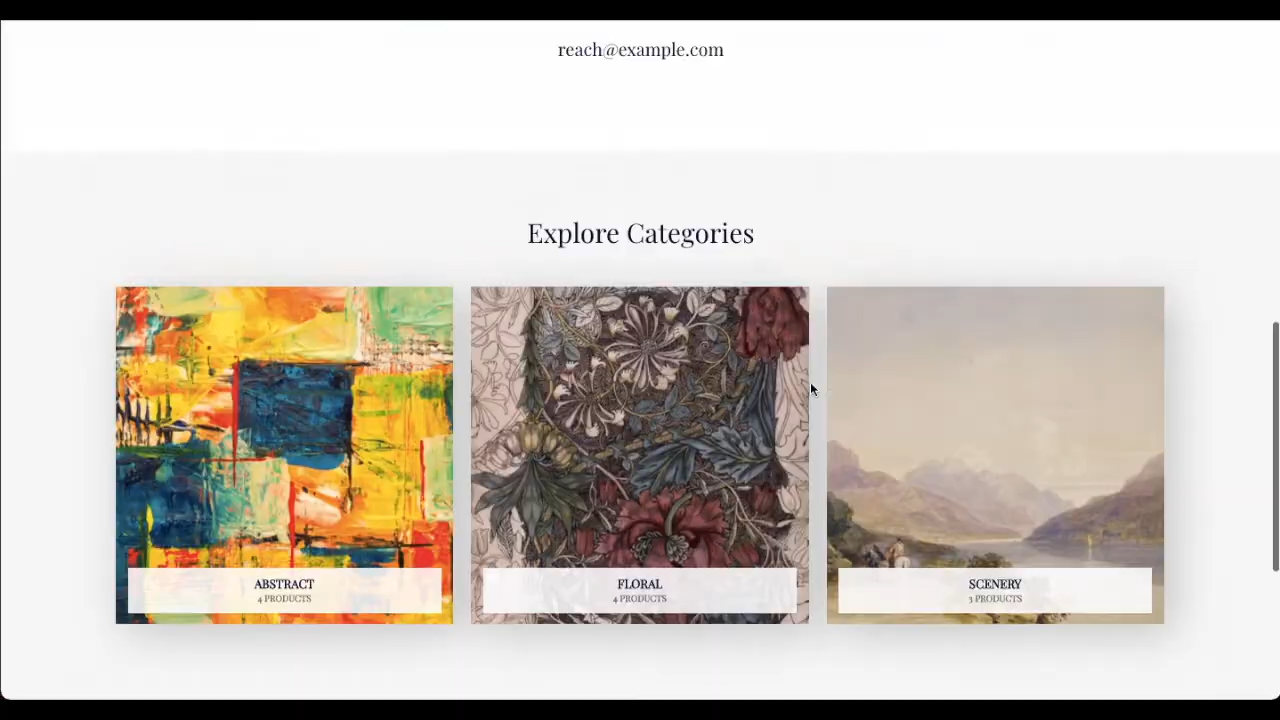 reach@example.com
Explore Categories
ABSTRACT
4 PRODUCTS
FLORAL
4 PRODUCTS
SCENERY
3 PRODUCTS